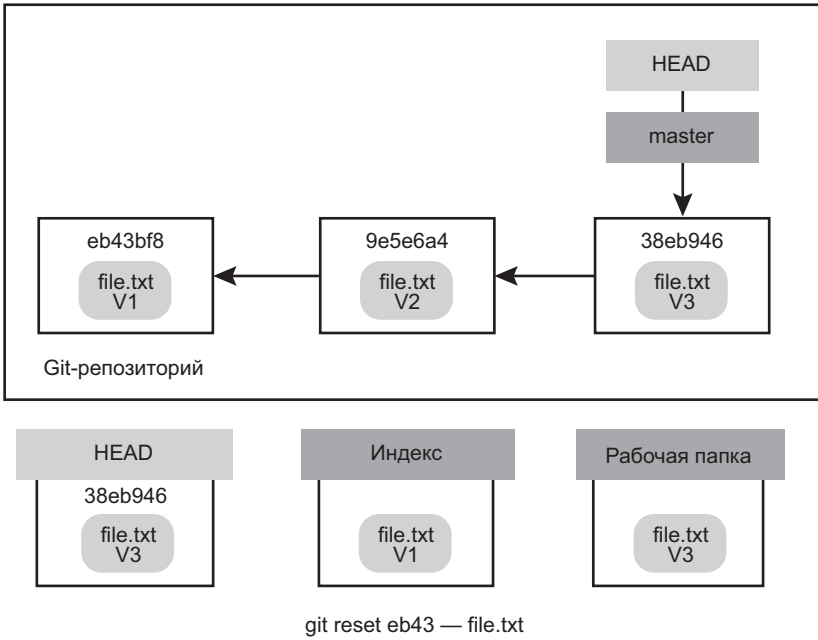 HEAD
master
eb43bf8
file.txt
V1
9e5e6a4
file.txt
V2
38eb946
file.txt
V3
Git-репозиторий
HEAD
38eb946
file.txt
V3
Индекс
file.txt
V1
Рабочая папка
file.txt
V3
git reset eb43 — file.txt